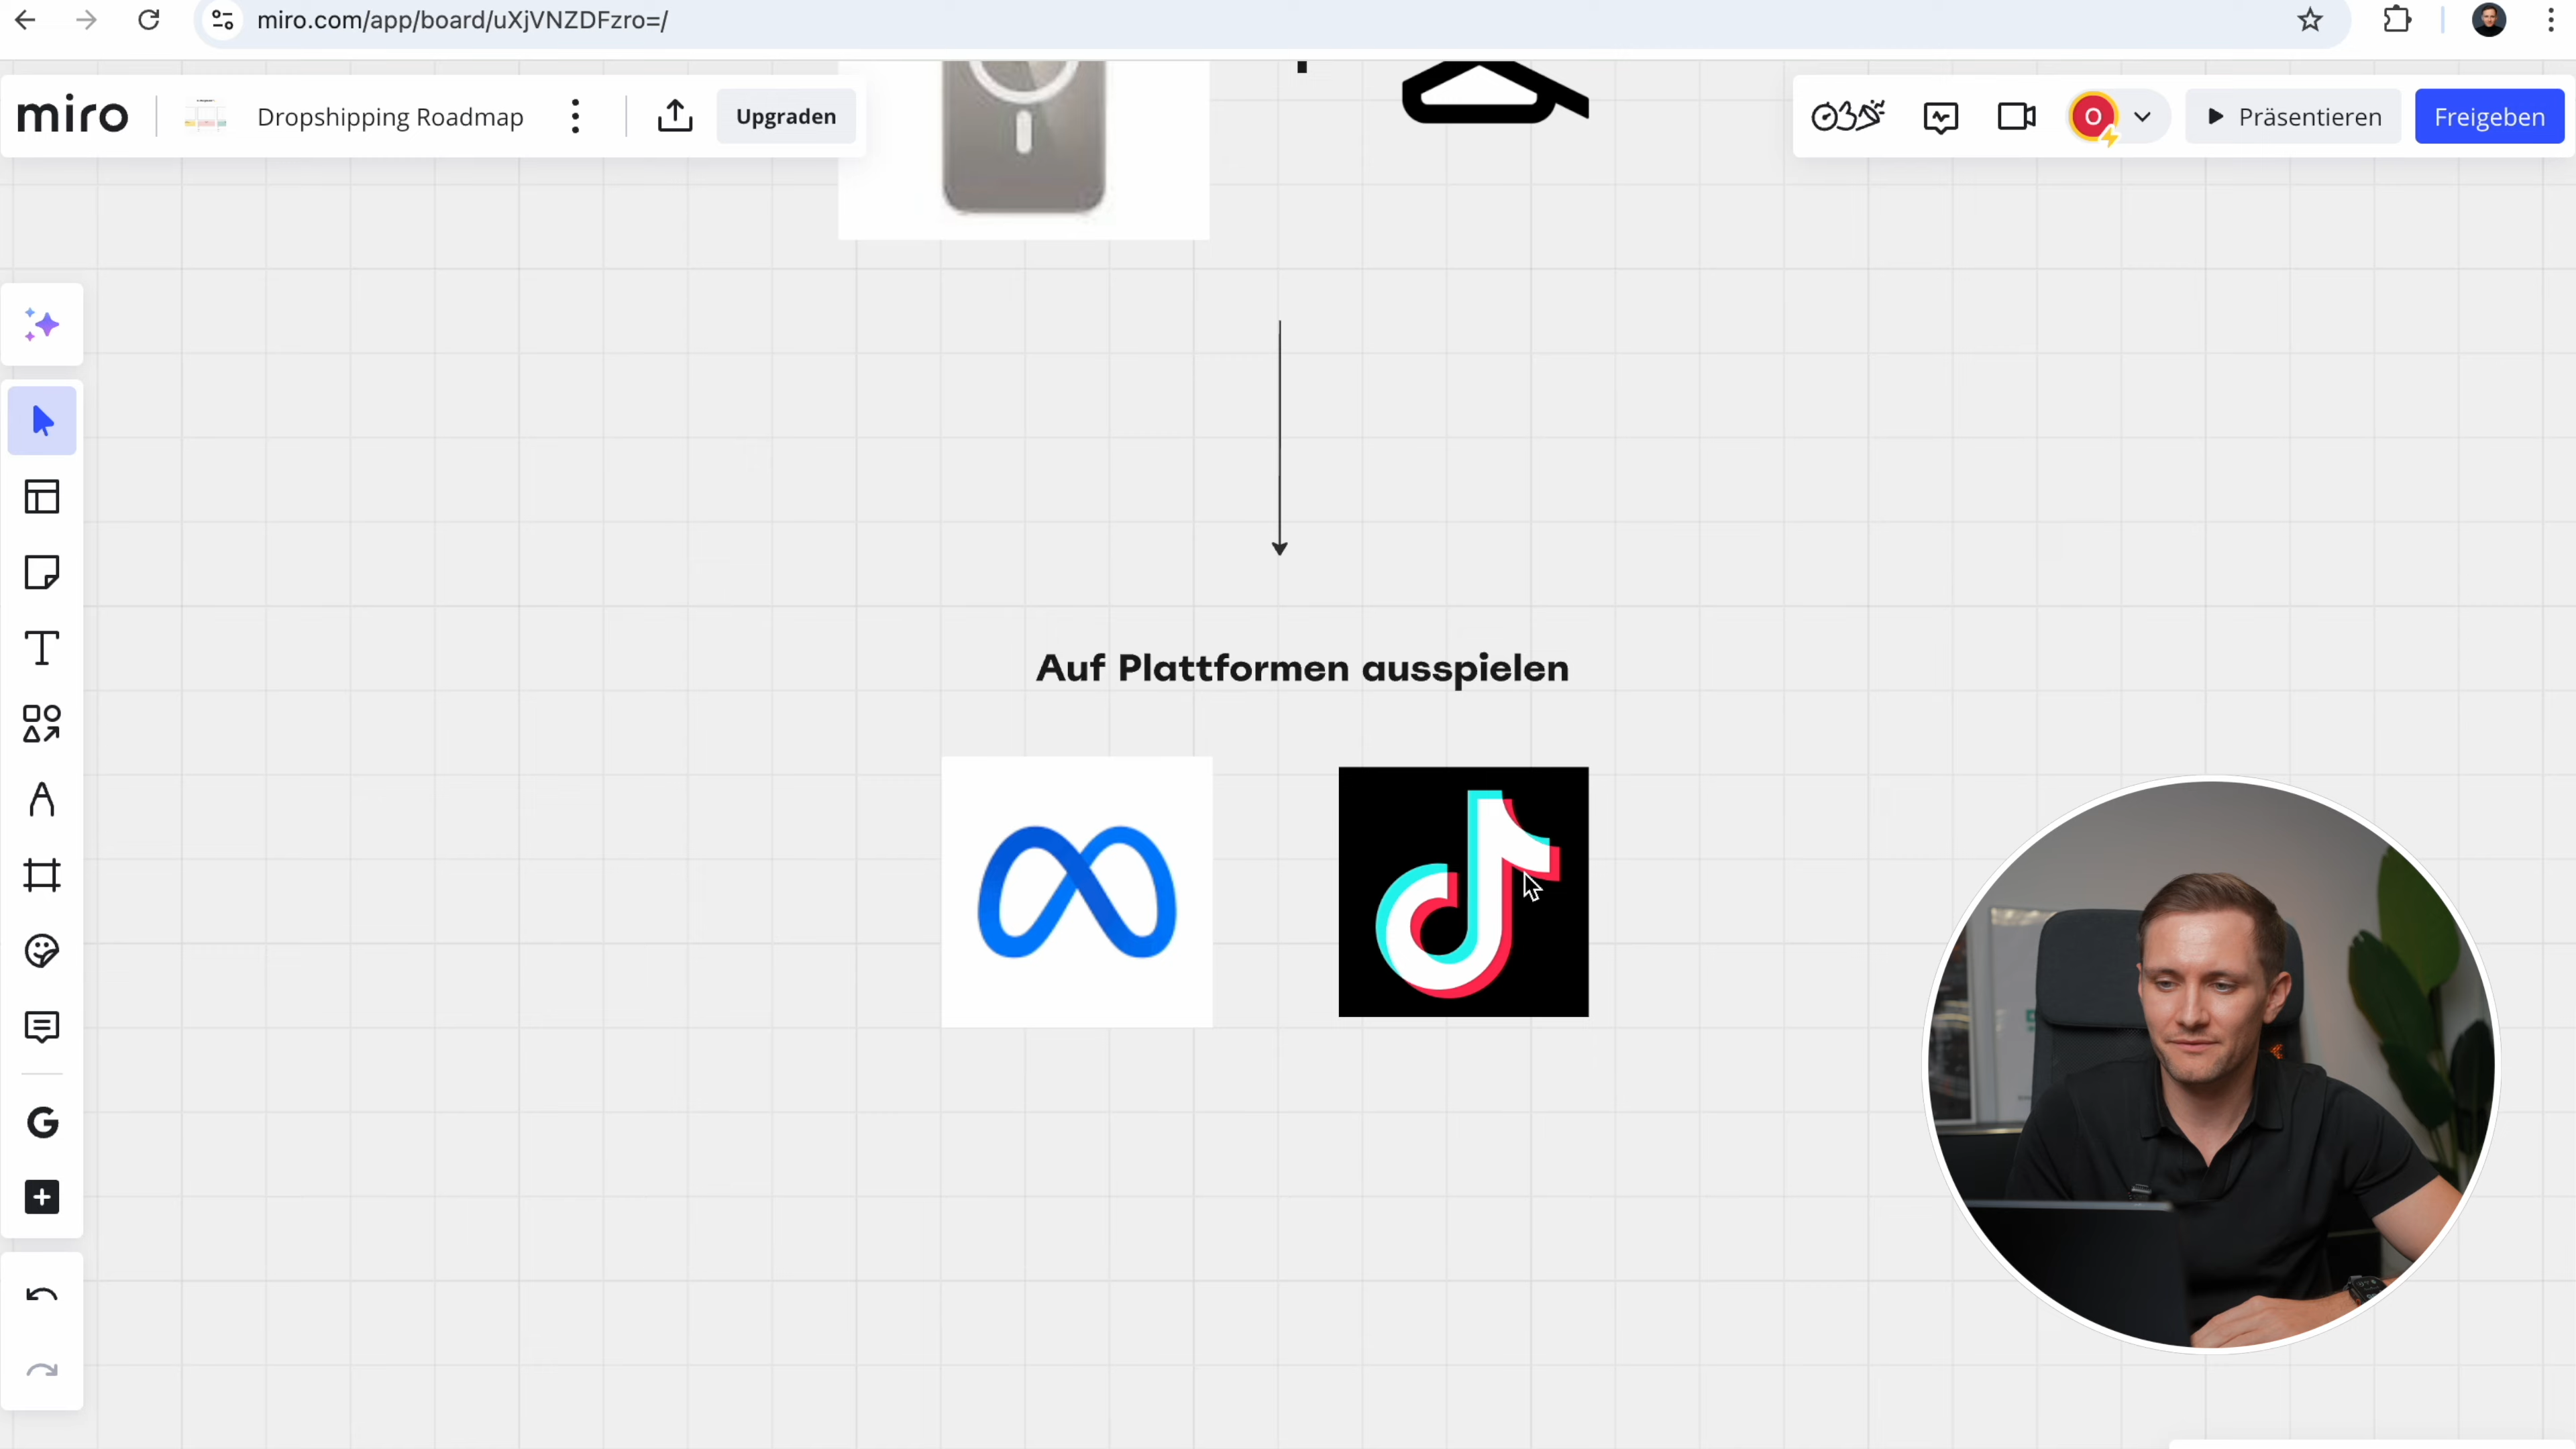 miro.com/app/board/uXjVNZDFzro=/
miro
Dropshipping Roadmap
Upgraden
O
Präsentieren
Freigeben
Auf Plattformen ausspielen